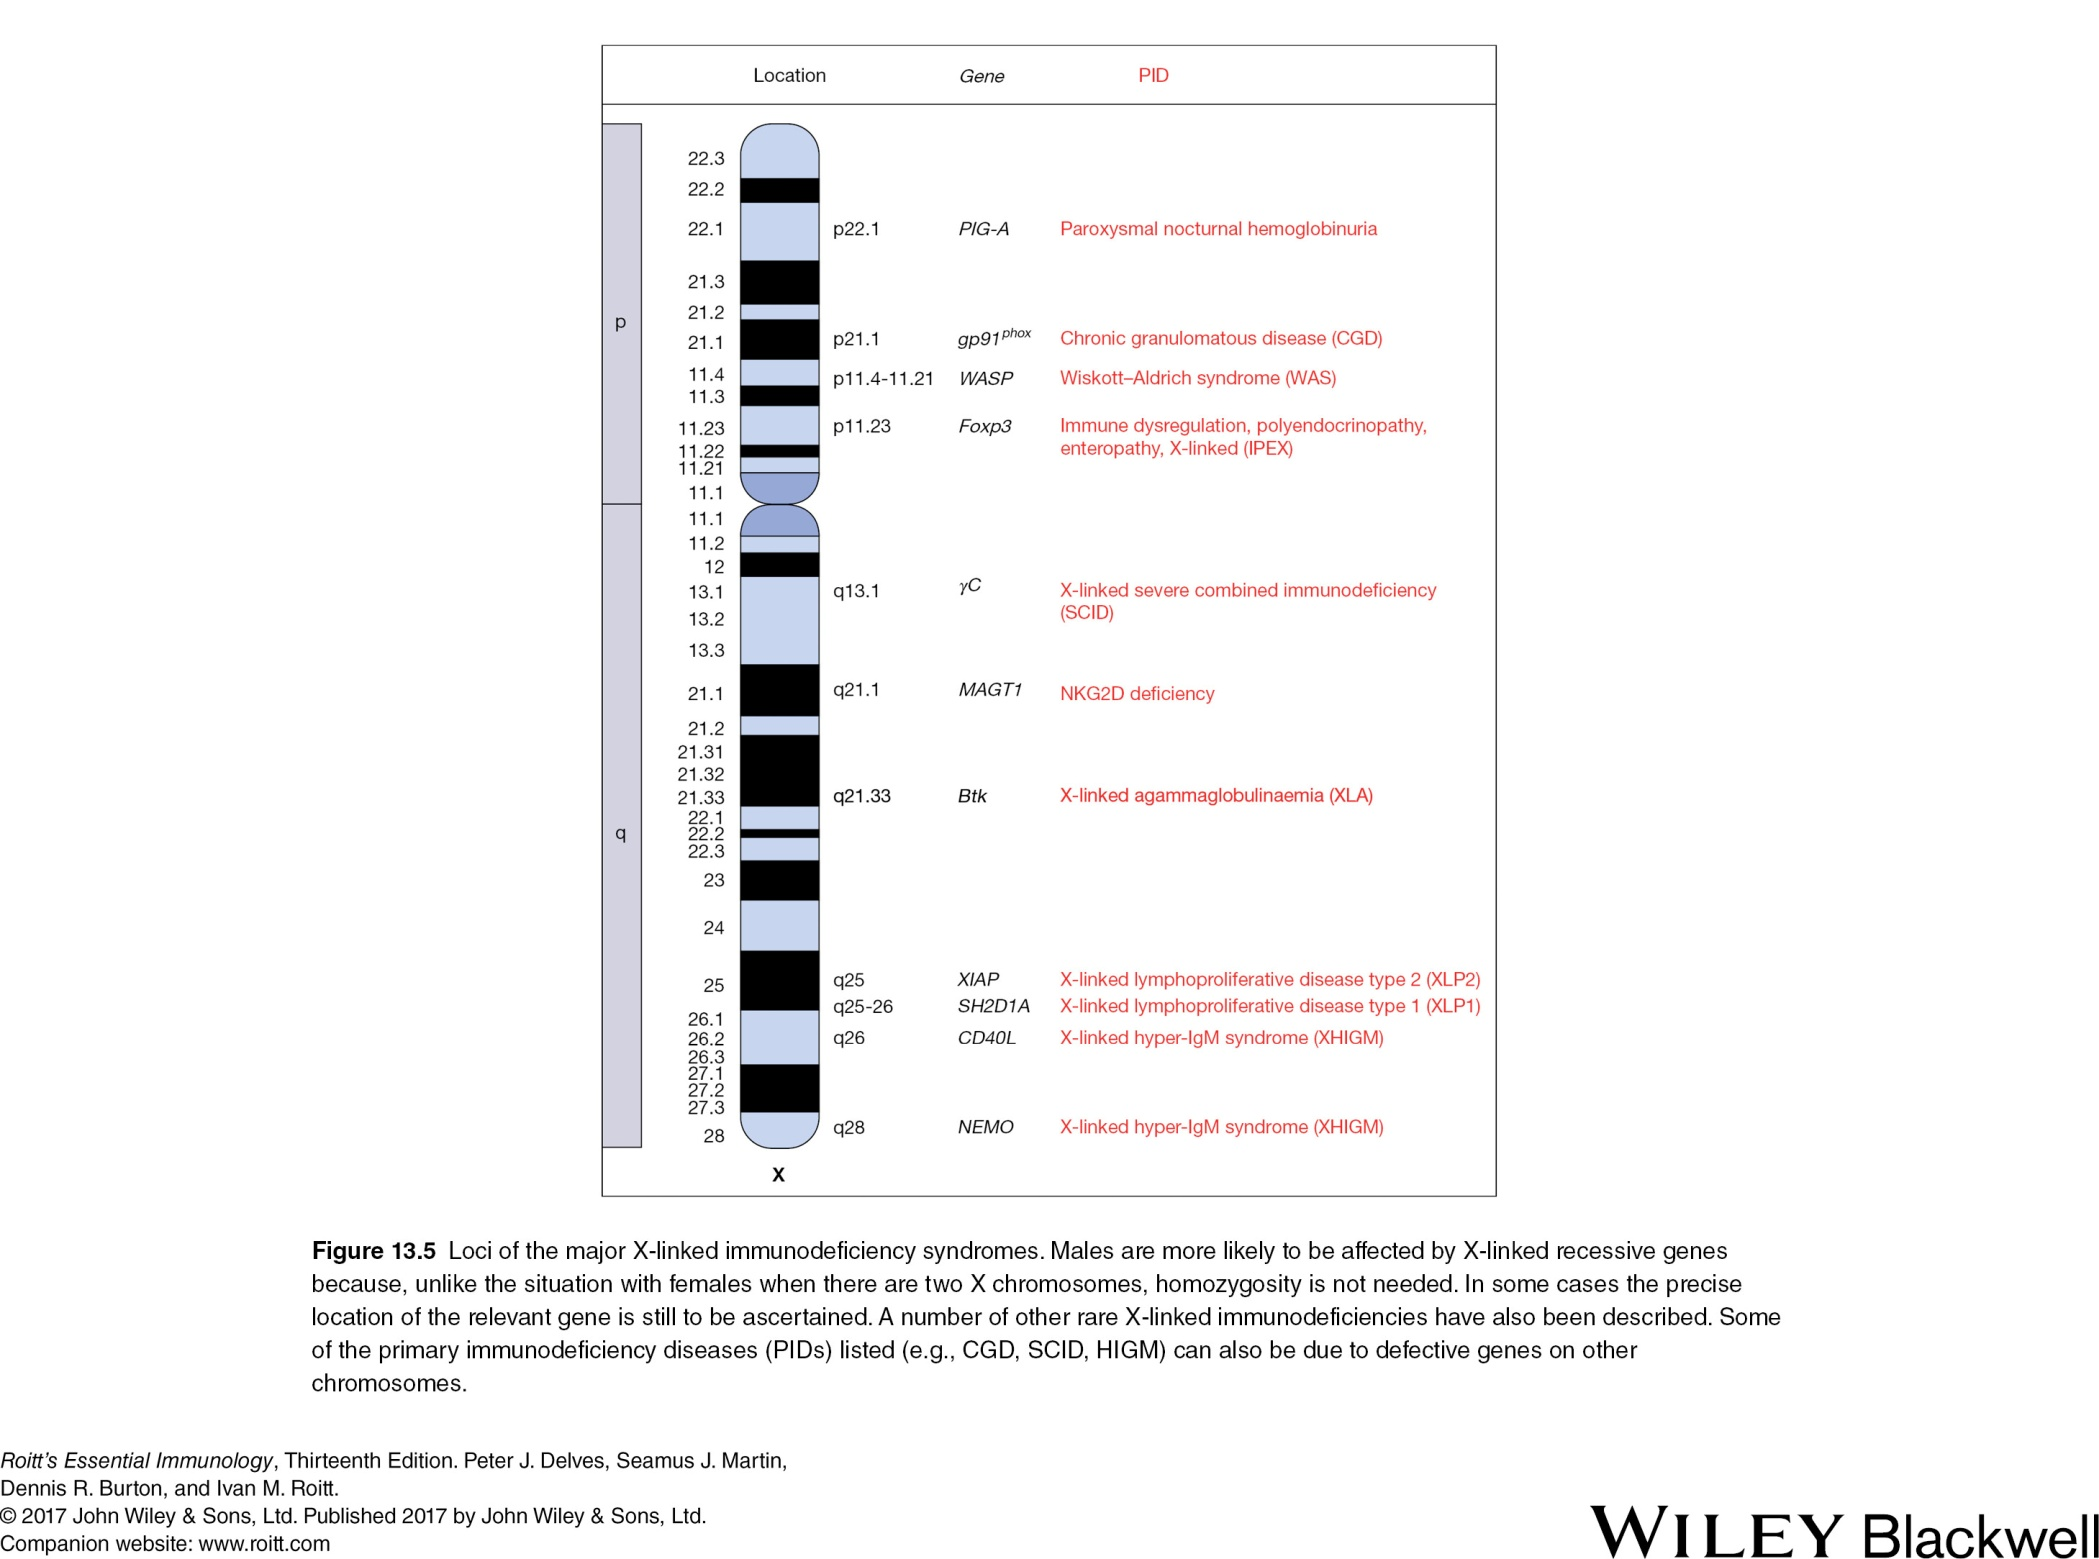 Location Gene PID
p
22.3
22.2
22.1 p22.1 PIG-A Paroxysmal nocturnal hemoglobinuria
21.3
21.2
21.1 p21.1 gp91phox Chronic granulomatous disease (CGD)
11.4 p11.4-11.21 WASP Wiskott–Aldrich syndrome (WAS)
11.3
11.23 p11.23 Foxp3 Immune dysregulation, polyendocrinopathy,
enteropathy, X-linked (IPEX)
11.22
11.21
11.1
q
11.1
11.2
12
13.1 q13.1 γC X-linked severe combined immunodeficiency
(SCID)
13.2
13.3
21.1 q21.1 MAGT1 NKG2D deficiency
21.2
21.31
21.32
21.33 q21.33 Btk X-linked agammaglobulinaemia (XLA)
22.1
22.2
22.3
23
24
25 q25 XIAP X-linked lymphoproliferative disease type 2 (XLP2)
q25-26 SH2D1A X-linked lymphoproliferative disease type 1 (XLP1)
26.1
26.2 q26 CD40L X-linked hyper-IgM syndrome (XHIGM)
26.3
27.1
27.2
27.3
28 q28 NEMO X-linked hyper-IgM syndrome (XHIGM)
X
Figure 13.5 Loci of the major X-linked immunodeficiency syndromes. Males are more likely to be affected by X-linked recessive genes
because, unlike the situation with females when there are two X chromosomes, homozygosity is not needed. In some cases the precise
location of the relevant gene is still to be ascertained. A number of other rare X-linked immunodeficiencies have also been described. Some
of the primary immunodeficiency diseases (PIDs) listed (e.g., CGD, SCID, HIGM) can also be due to defective genes on other
chromosomes.
Roitt's Essential Immunology, Thirteenth Edition. Peter J. Delves, Seamus J. Martin,
Dennis R. Burton, and Ivan M. Roitt.
© 2017 John Wiley & Sons, Ltd. Published 2017 by John Wiley & Sons, Ltd.
Companion website: www.roitt.com
WILEY Blackwell